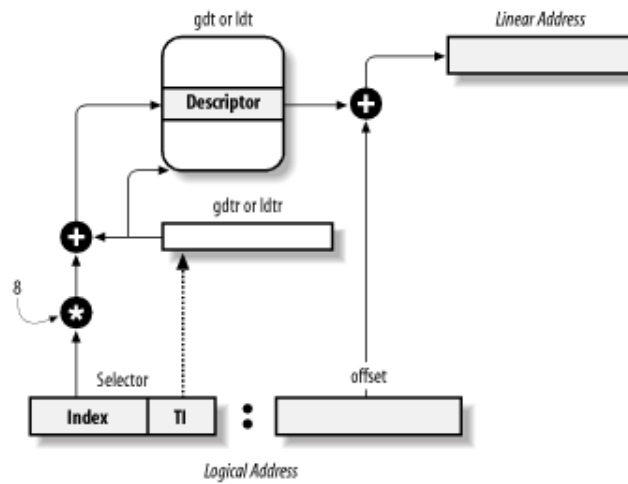 gdt or ldt
Linear Address
Descriptor
gdtr or ldtr
8
Selector
offset
Index
TI
:
Logical Address